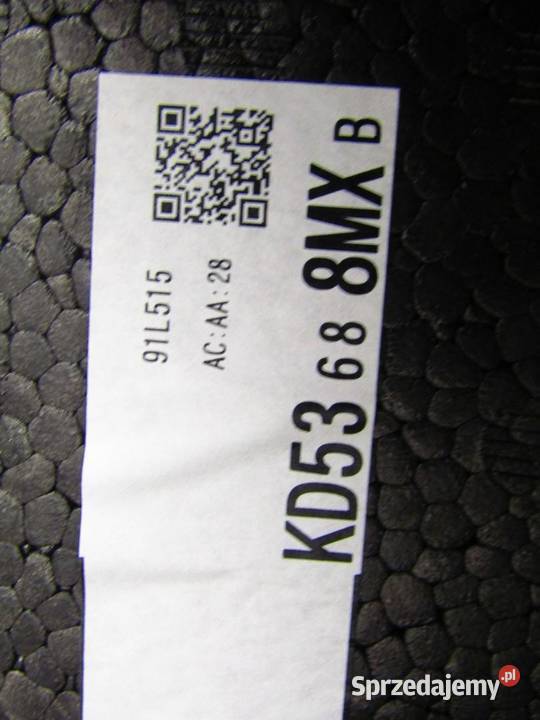 91L515
AC:AA:28
KD53 68 8MX B
Sprzedajemy.pl